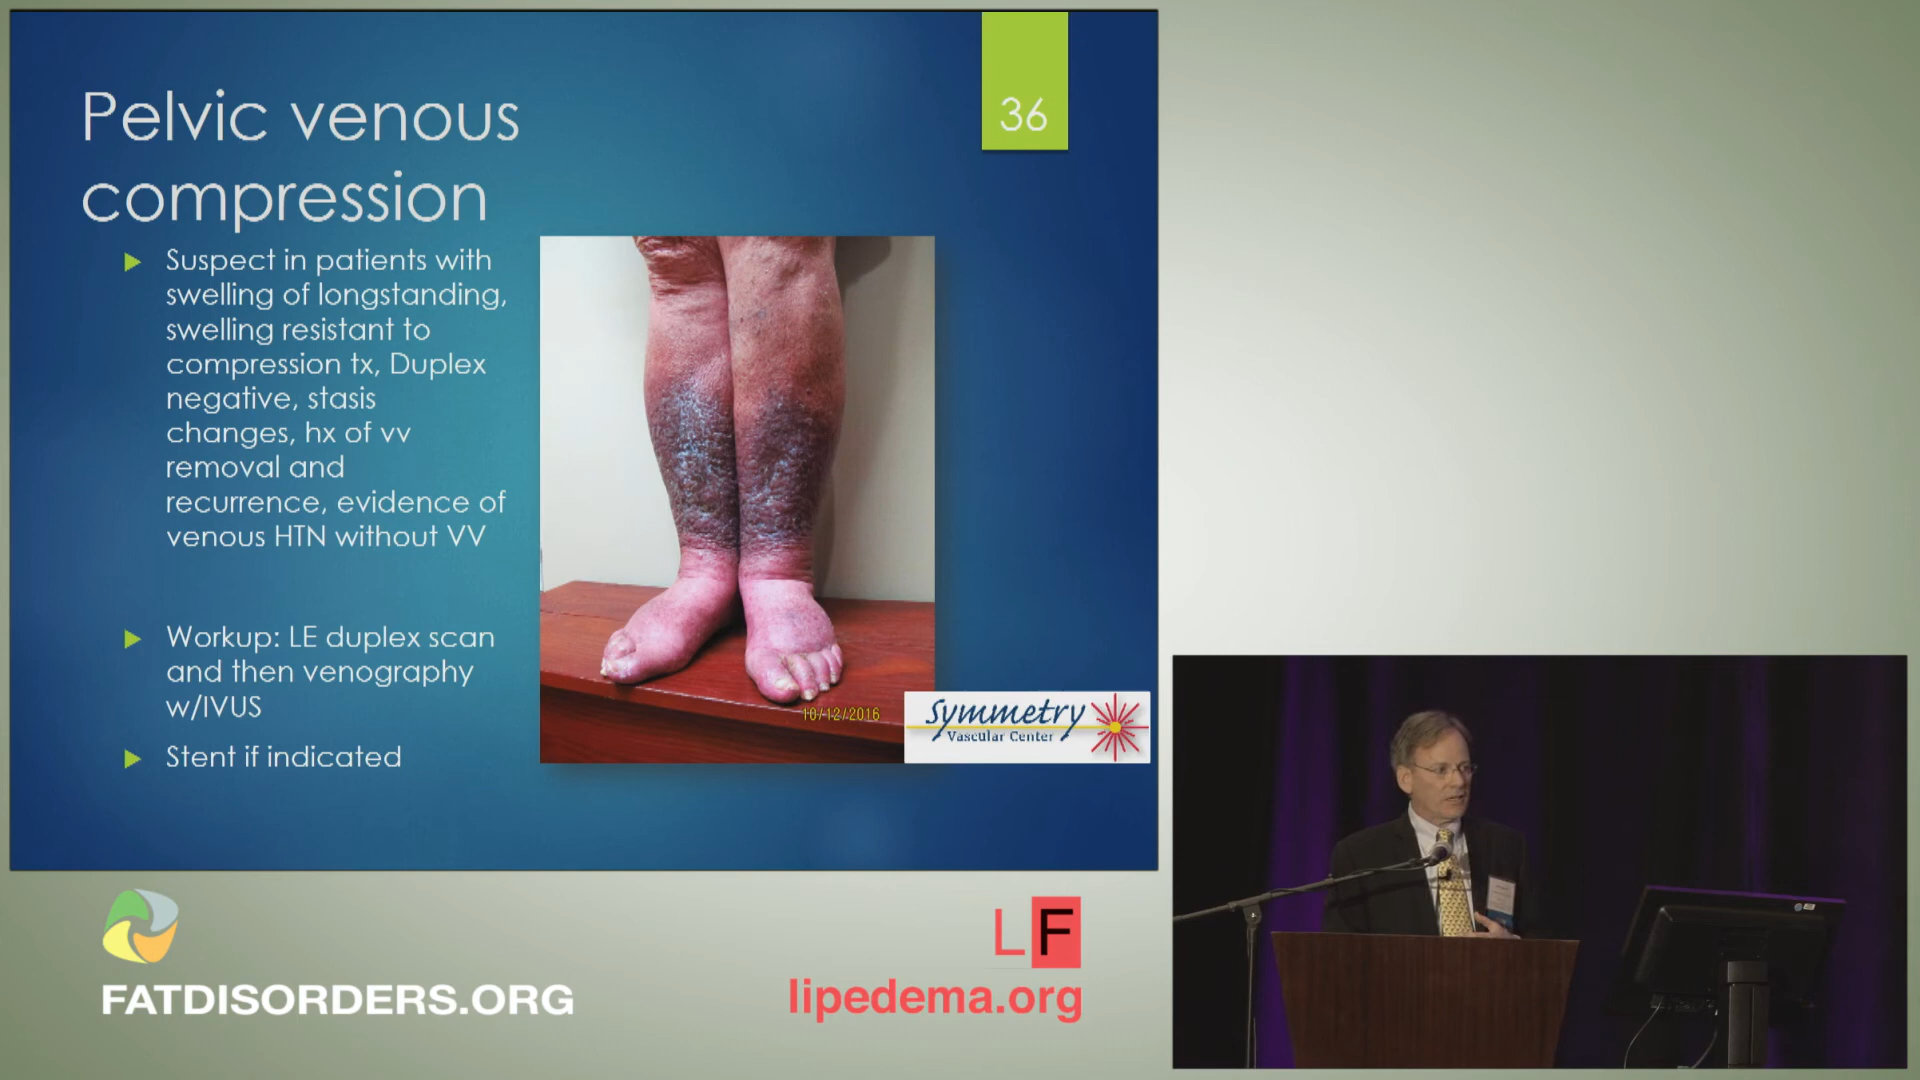 Pelvic venous
compression
36
Suspect in patients with
swelling of longstanding,
swelling resistant to
compression tx, Duplex
negative, stasis
changes, hx of vv
removal and
recurrence, evidence of
venous HTN without VV
Workup: LE duplex scan
and then venography
w/IVUS
Stent if indicated
10/12/2016
Symmetry
Vascular Center
FATDISORDERS.ORG
LF
lipedema.org